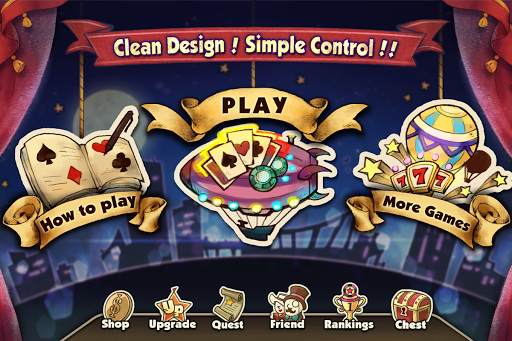 Clean Design ! Simple Control ! !
PLAY
How to play
777
More Games
Up
Shop
Upgrade
Quest
Friend
Rankings
Chest